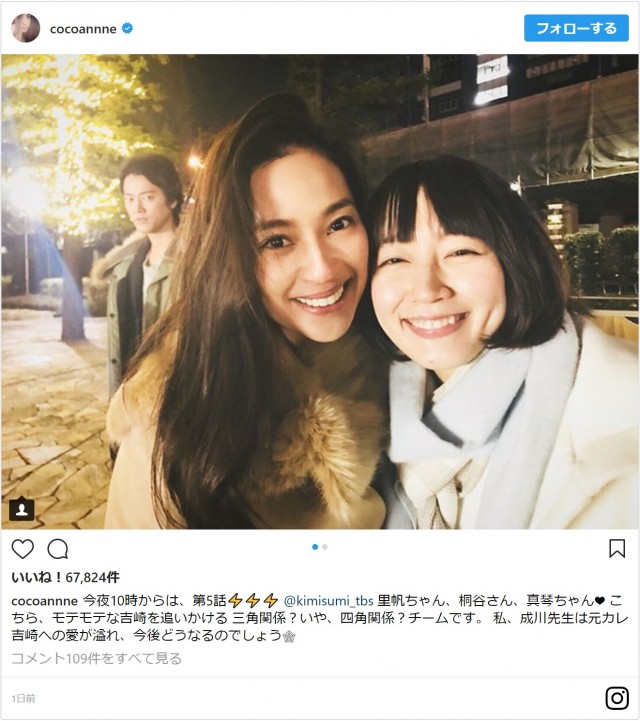 cocoannne
フォローする
いいね！67,824件
cocoannne 今夜10時からは、第5話⚡⚡⚡ @kimisumi_tbs 里帆ちゃん、桐谷さん、真琴ちゃん❤ こ
ちら、モテモテな吉崎を追いかける 三角関係？いや、四角関係？チームです。 私、成川先生は元カレ
吉崎への愛が溢れ、今後どうなるのでしょう🌼
コメント109件をすべて見る
1日前